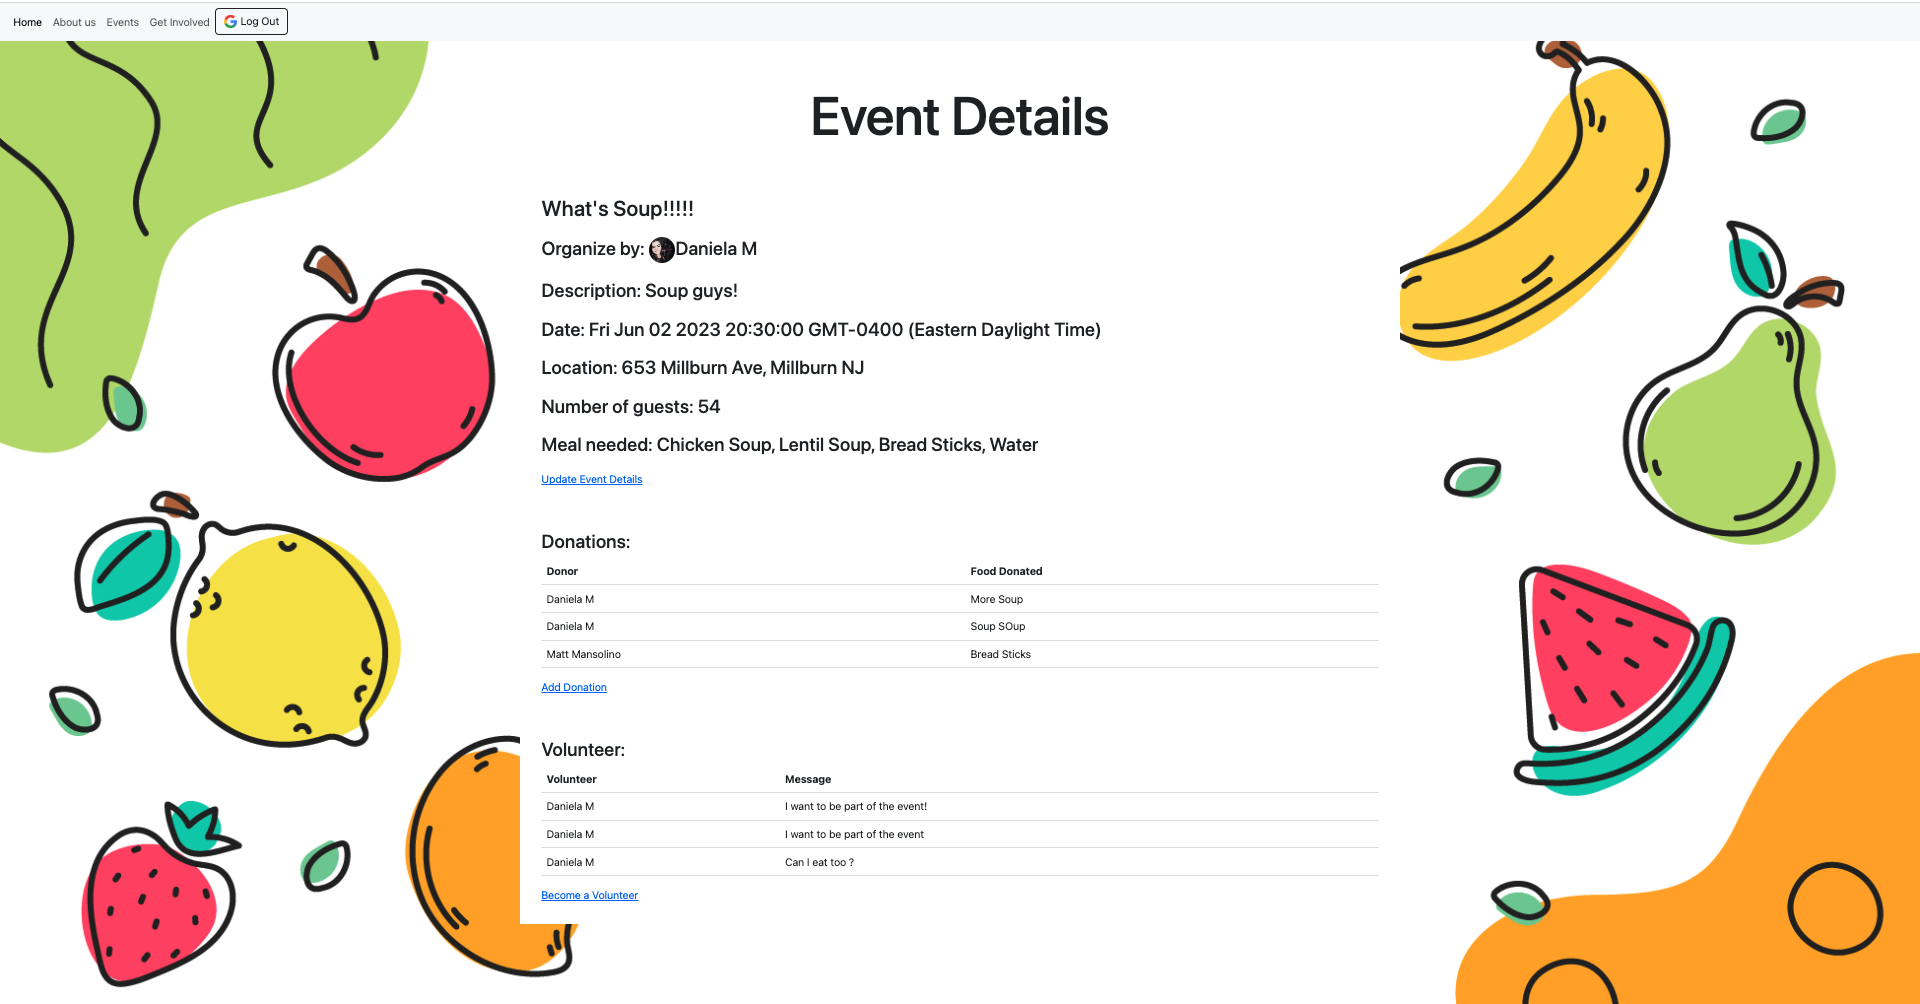 Home About us Events Get Involved Log Out
Event Details
What's Soup!!!!!
Organize by: Daniela M
Description: Soup guys!
Date: Fri Jun 02 2023 20:30:00 GMT-0400 (Eastern Daylight Time)
Location: 653 Millburn Ave, Millburn NJ
Number of guests: 54
Meal needed: Chicken Soup, Lentil Soup, Bread Sticks, Water
Update Event Details
Donations:
Donor Food Donated
Daniela M More Soup
Daniela M Soup SOup
Matt Mansolino Bread Sticks
Add Donation
Volunteer:
Volunteer Message
Daniela M I want to be part of the event!
Daniela M I want to be part of the event
Daniela M Can I eat too ?
Become a Volunteer